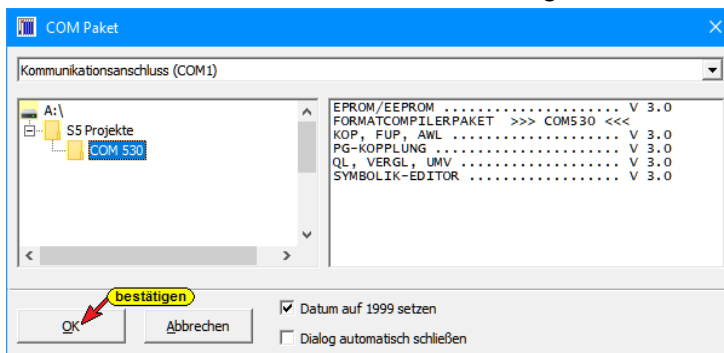 COM Paket
Kommunikationsanschluss (COM1)
A:\
S5 Projekte
COM 530
EPROM/EEPROM ..................... V 3.0
FORMATCOMPILERPAKET >>> COM530 <<<
KOP, FUP, AWL .................... V 3.0
PG-KOPPLUNG ...................... V 3.0
QL, VERGL, UMV ................... V 3.0
SYMBOLIK-EDITOR .................. V 3.0
bestätigen
OK
Abbrechen
Datum auf 1999 setzen
Dialog automatisch schließen